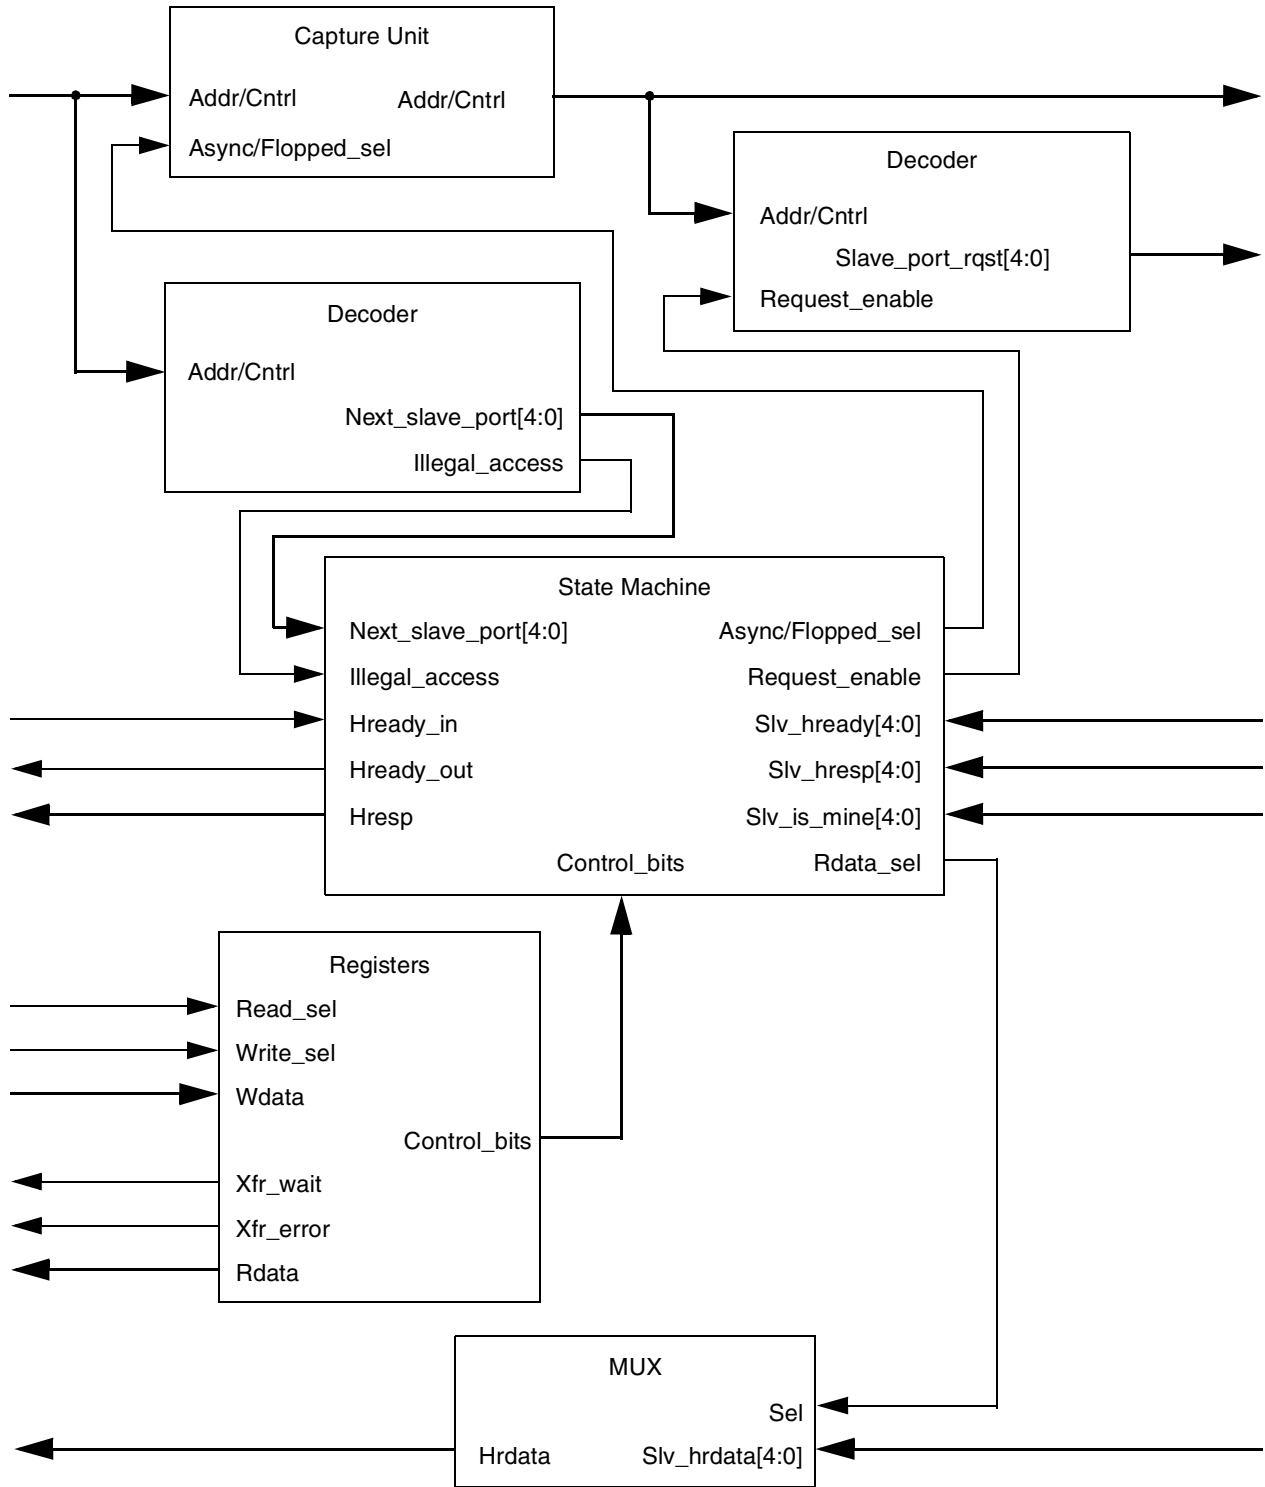 Capture Unit
Addr/Cntrl Addr/Cntrl
Async/Flopped_sel
Decoder
Addr/Cntrl
Slave_port_rqst[4:0]
Request_enable
Decoder
Addr/Cntrl
Next_slave_port[4:0]
Illegal_access
State Machine
Next_slave_port[4:0] Async/Flopped_sel
Illegal_access Request_enable
Hready_in Slv_hready[4:0]
Hready_out Slv_hresp[4:0]
Hresp Slv_is_mine[4:0]
Control_bits Rdata_sel
Registers
Read_sel
Write_sel
Wdata
Control_bits
Xfr_wait
Xfr_error
Rdata
MUX
Sel
Hrdata Slv_hrdata[4:0]